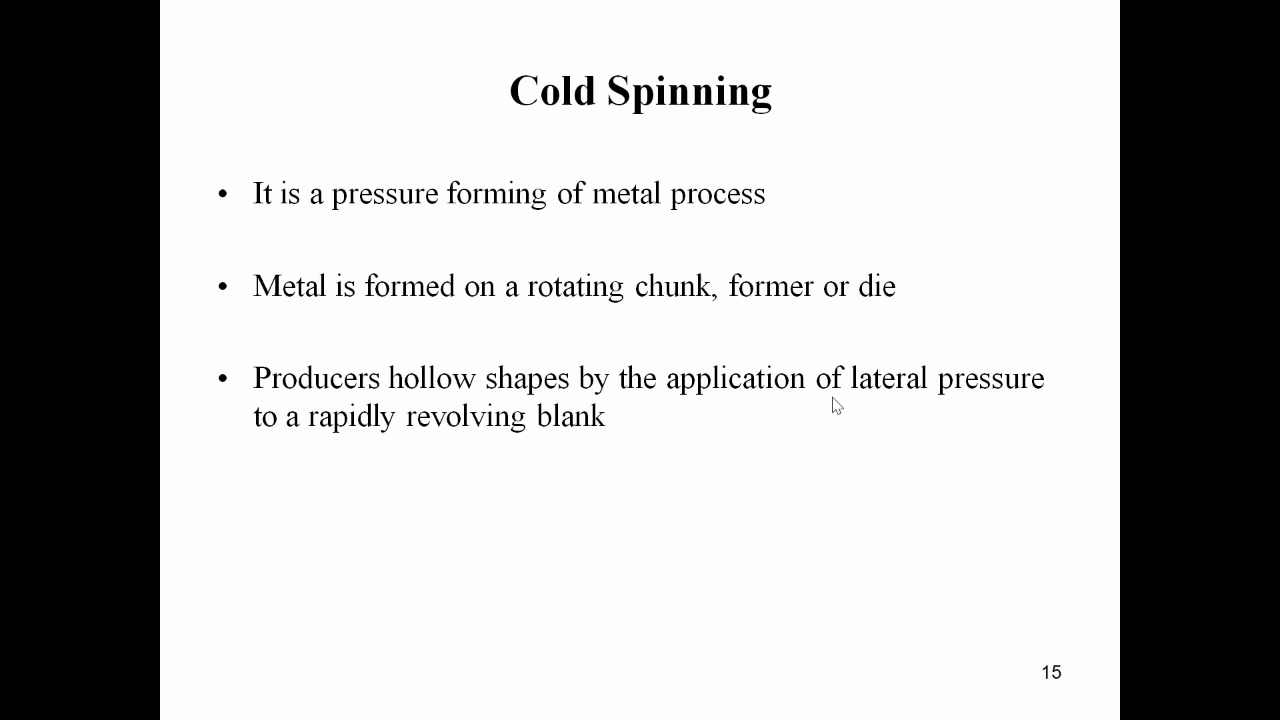 Cold Spinning
• It is a pressure forming of metal process
• Metal is formed on a rotating chunk, former or die
• Producers hollow shapes by the application of lateral pressure
to a rapidly revolving blank
15